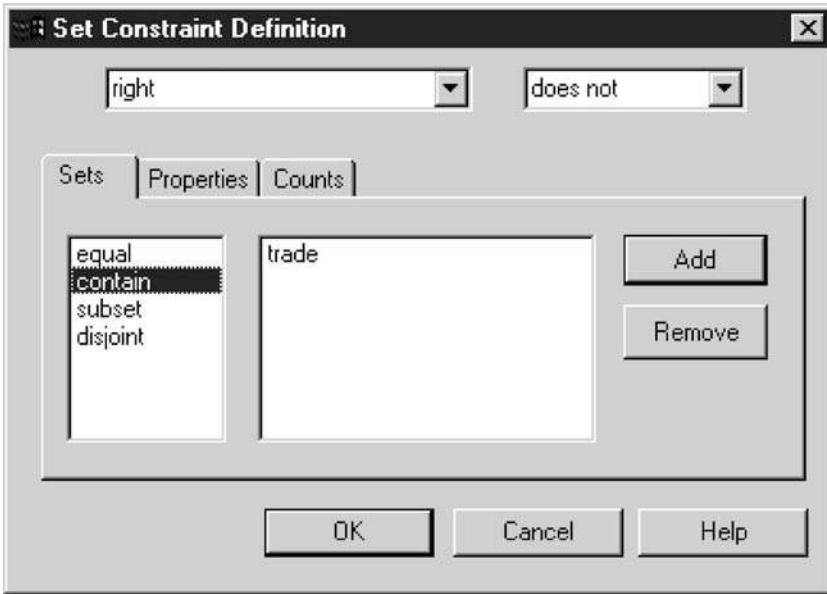 Set Constraint Definition
right does not
Sets Properties Counts
equal trade Add
contain
subset
disjoint Remove
OK Cancel Help